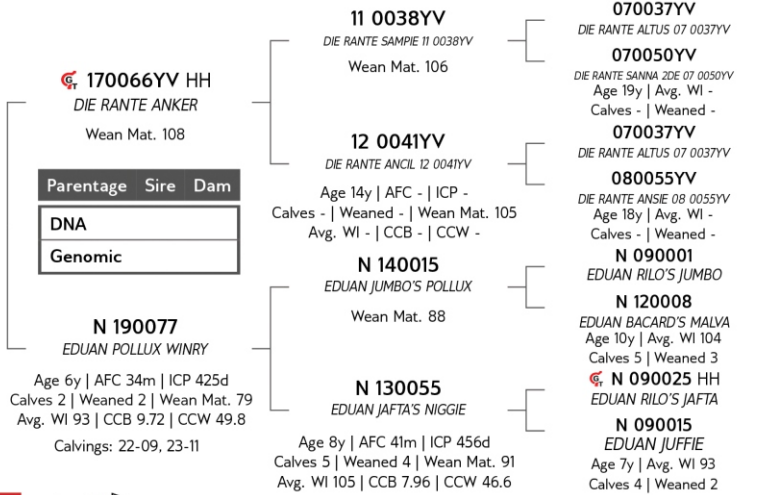 170066YV HH
DIE RANTE ANKER
Wean Mat. 108
Parentage Sire Dam
DNA
Genomic
N 190077
EDUAN POLLUX WINRY
Age 6y | AFC 34m | ICP 425d
Calves 2 | Weaned 2 | Wean Mat. 79
Avg. WI 93 | CCB 9.72 | CCW 49.8
Calvings: 22-09, 23-11
11 0038YV
DIE RANTE SAMPIE 11 0038YV
Wean Mat. 106
12 0041YV
DIE RANTE ANCIL 12 0041YV
Age 14y | AFC - | ICP -
Calves - | Weaned - | Wean Mat. 105
Avg. WI - | CCB - | CCW -
N 140015
EDUAN JUMBO'S POLLUX
Wean Mat. 88
N 130055
EDUAN JAFTA'S NIGGIE
Age 8y | AFC 41m | ICP 456d
Calves 5 | Weaned 4 | Wean Mat. 91
Avg. WI 105 | CCB 7.96 | CCW 46.6
070037YV
DIE RANTE ALTUS 07 0037YV
070050YV
DIE RANTE SANNA 2DE 07 0050YV
Age 19y | Avg. WI -
Calves - | Weaned -
070037YV
DIE RANTE ALTUS 07 0037YV
080055YV
DIE RANTE ANSIE 08 0055YV
Age 18y | Avg. WI -
Calves - | Weaned -
N 090001
EDUAN RILO'S JUMBO
N 120008
EDUAN BACARD'S MALVA
Age 10y | Avg. WI 104
Calves 5 | Weaned 3
N 090025 HH
EDUAN RILO'S JAFTA
N 090015
EDUAN JUFFIE
Age 7y | Avg. WI 93
Calves 4 | Weaned 2